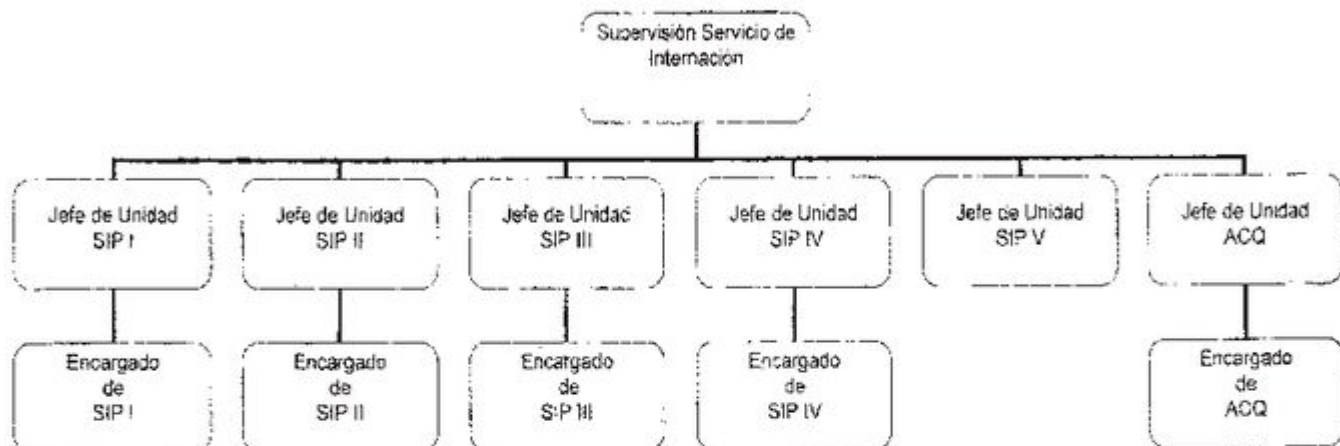 Supervisión Servicio de
Internación
Jefe de Unidad
SIP I
Jefe de Unidad
SIP II
Jefe de Unidad
SIP III
Jefe de Unidad
SIP IV
Jefe de Unidad
SIP V
Jefe de Unidad
ACQ
Encargado
de
SIP I
Encargado
de
SIP II
Encargado
de
SIP III
Encargado
de
SIP IV
Encargado
de
ACQ